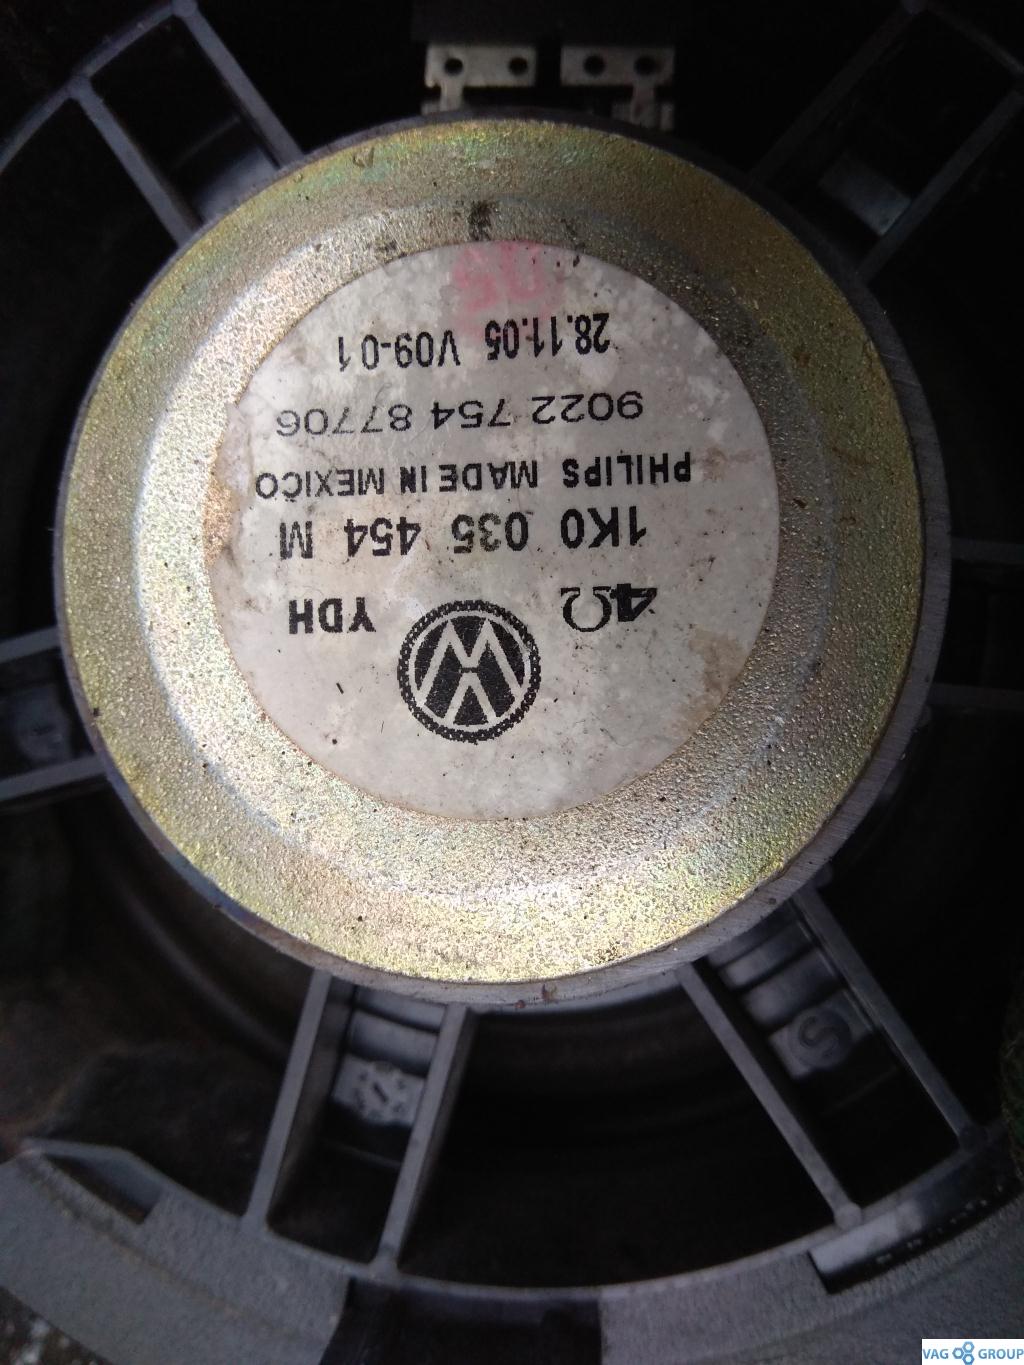 4Ω YDH
1K0 035 454 M
PHILIPS MADE IN MEXICO
9022 754 87706
28.11.05 V09-01
VAG GROUP